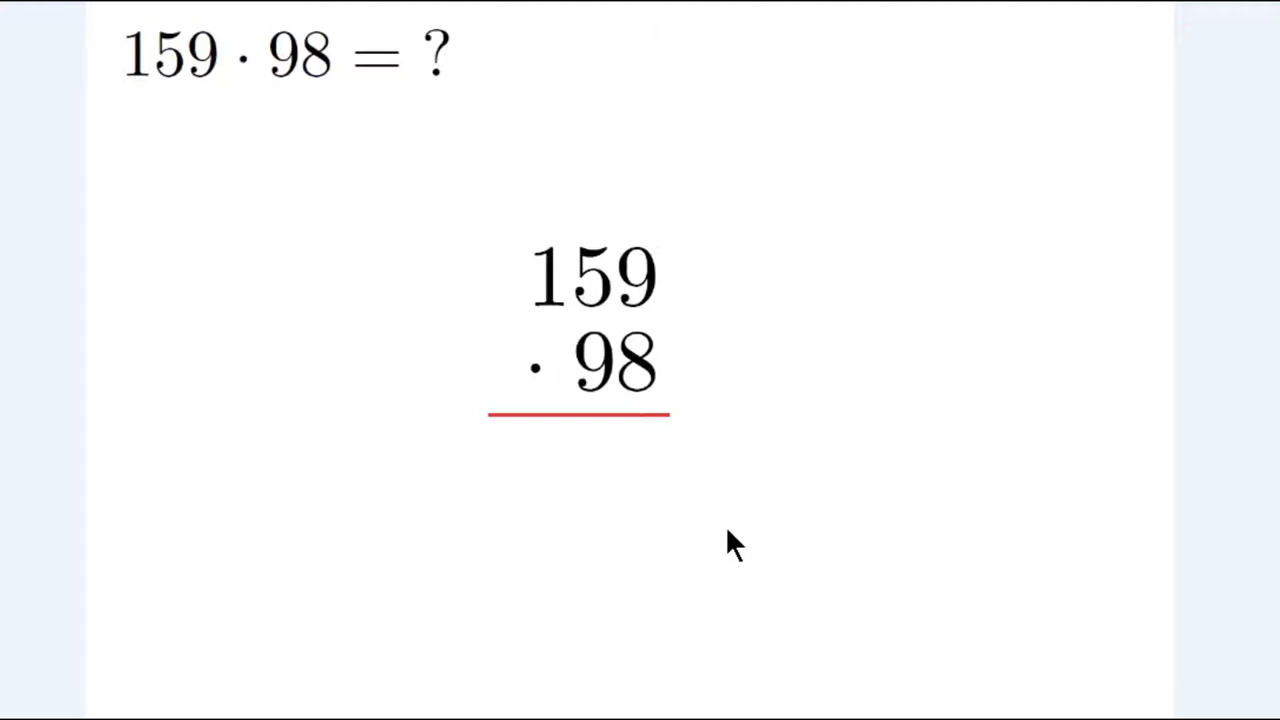 159 · 98 = ?
159
· 98